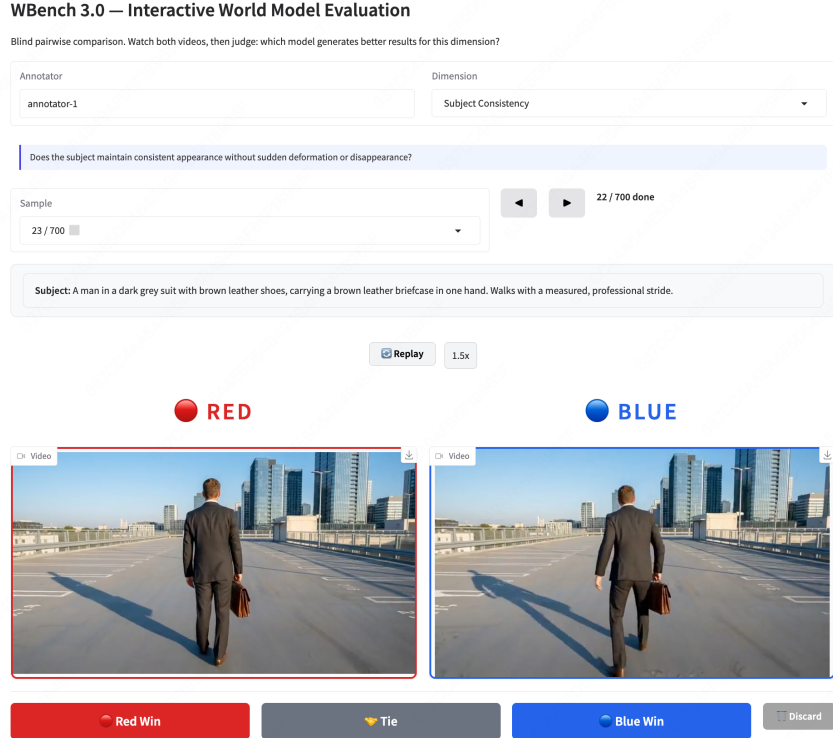 WBench 3.0 — Interactive World Model Evaluation
Blind pairwise comparison. Watch both videos, then judge: which model generates better results for this dimension?
Annotator
Dimension
annotator-1
Subject Consistency
Does the subject maintain consistent appearance without sudden deformation or disappearance?
Sample
22 / 700 done
23 / 700
Subject: A man in a dark grey suit with brown leather shoes, carrying a brown leather briefcase in one hand. Walks with a measured, professional stride.
Replay
1.5x
RED
BLUE
Video
Video
Red Win
Tie
Blue Win
Discard